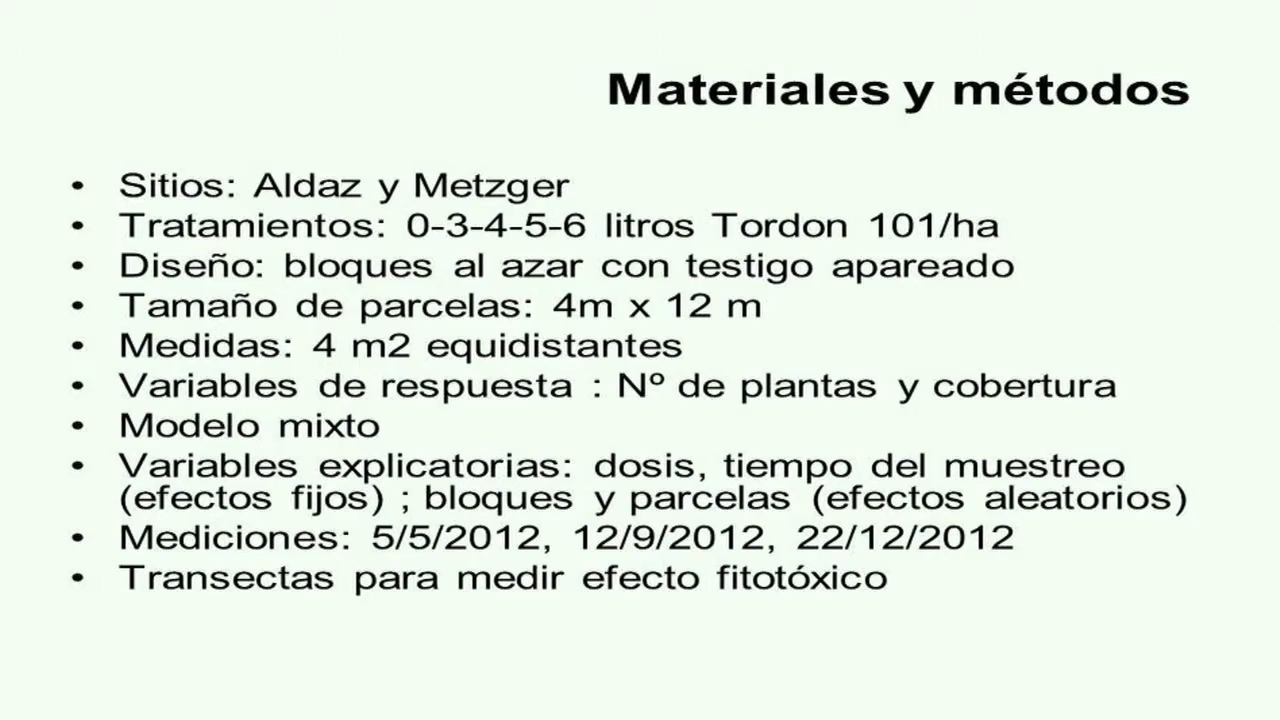 Materiales y métodos
• Sitios: Aldaz y Metzger
• Tratamientos: 0-3-4-5-6 litros Tordon 101/ha
• Diseño: bloques al azar con testigo apareado
• Tamaño de parcelas: 4m x 12 m
• Medidas: 4 m2 equidistantes
• Variables de respuesta : Nº de plantas y cobertura
• Modelo mixto
• Variables explicatorias: dosis, tiempo del muestreo
(efectos fijos) ; bloques y parcelas (efectos aleatorios)
• Mediciones: 5/5/2012, 12/9/2012, 22/12/2012
• Transectas para medir efecto fitotóxico